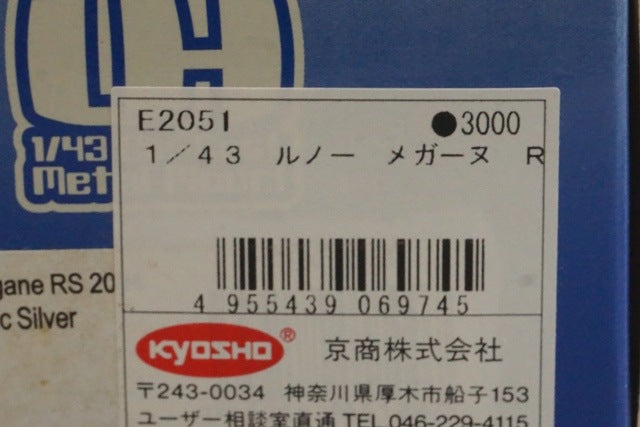 1/43
E2051 ●3000
1/43 ルノー メガーヌ R
4 955439 069745
gane RS 20
c Silver
KYOSHO® 京商株式会社
〒243-0034 神奈川県厚木市船子153
ユーザー相談室直通 TEL.046-229-4115